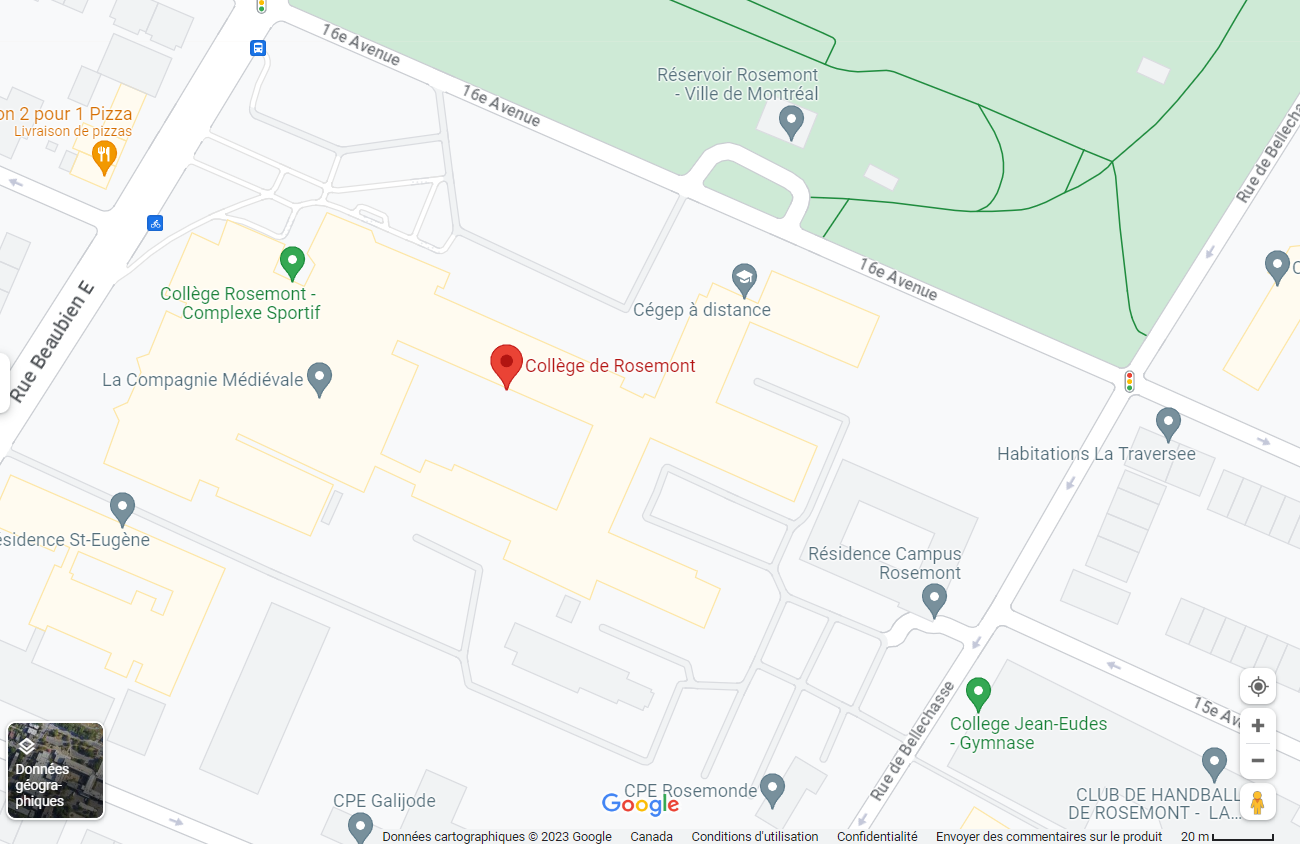 16e Avenue
16e Avenue
Réservoir Rosemont
- Ville de Montréal
on 2 pour 1 Pizza
Livraison de pizzas
Rue de Bellechas
16e Avenue
Collège Rosemont -
Complexe Sportif
Cégep à distance
Rue Beaubien E
La Compagnie Médiévale
Collège de Rosemont
Habitations La Traversee
C
esidence St-Eugène
Résidence Campus
Rosemont
15e Av
Rue de Bellechasse
College Jean-Eudes
- Gymnase
Données
géogra-
phiques
CPE Galijode
CPE Rosemonde
Google
CLUB DE HANDBALL
DE ROSEMONT - LA...
Données cartographiques © 2023 Google Canada Conditions d'utilisation Confidentialité Envoyer des commentaires sur le produit 20 m